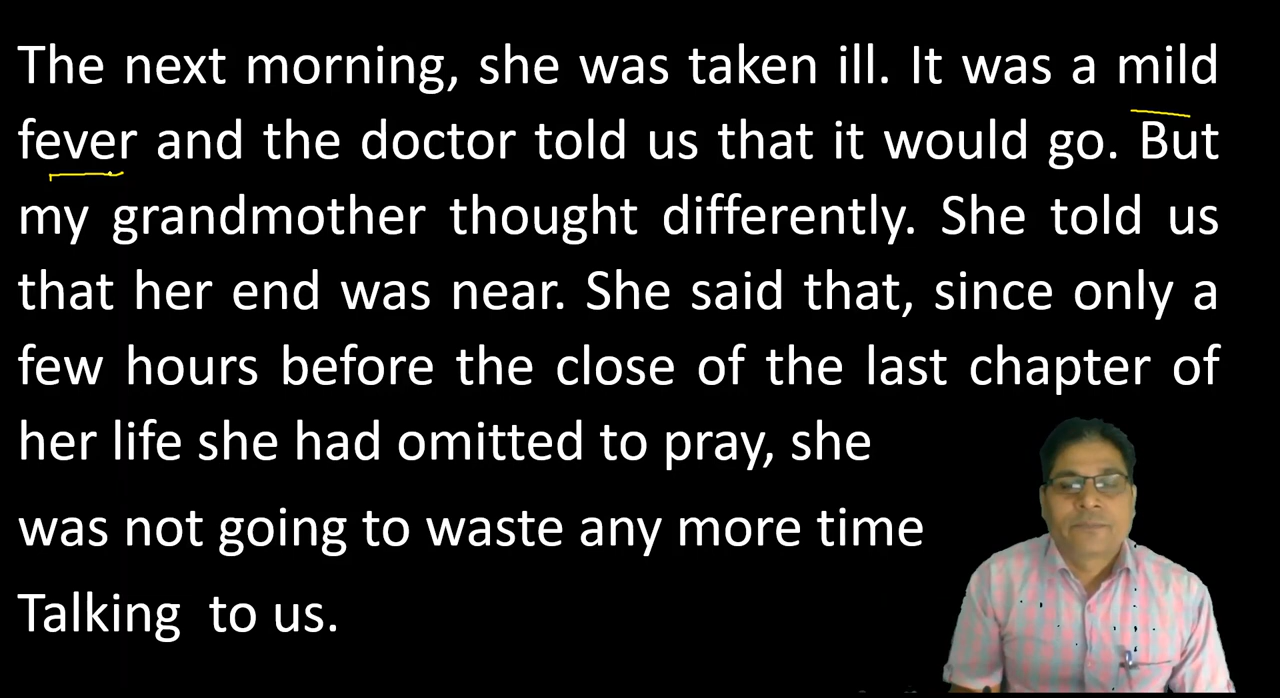 The next morning, she was taken ill. It was a mild
fever and the doctor told us that it would go. But
my grandmother thought differently. She told us
that her end was near. She said that, since only a
few hours before the close of the last chapter of
her life she had omitted to pray, she
was not going to waste any more time
Talking to us.